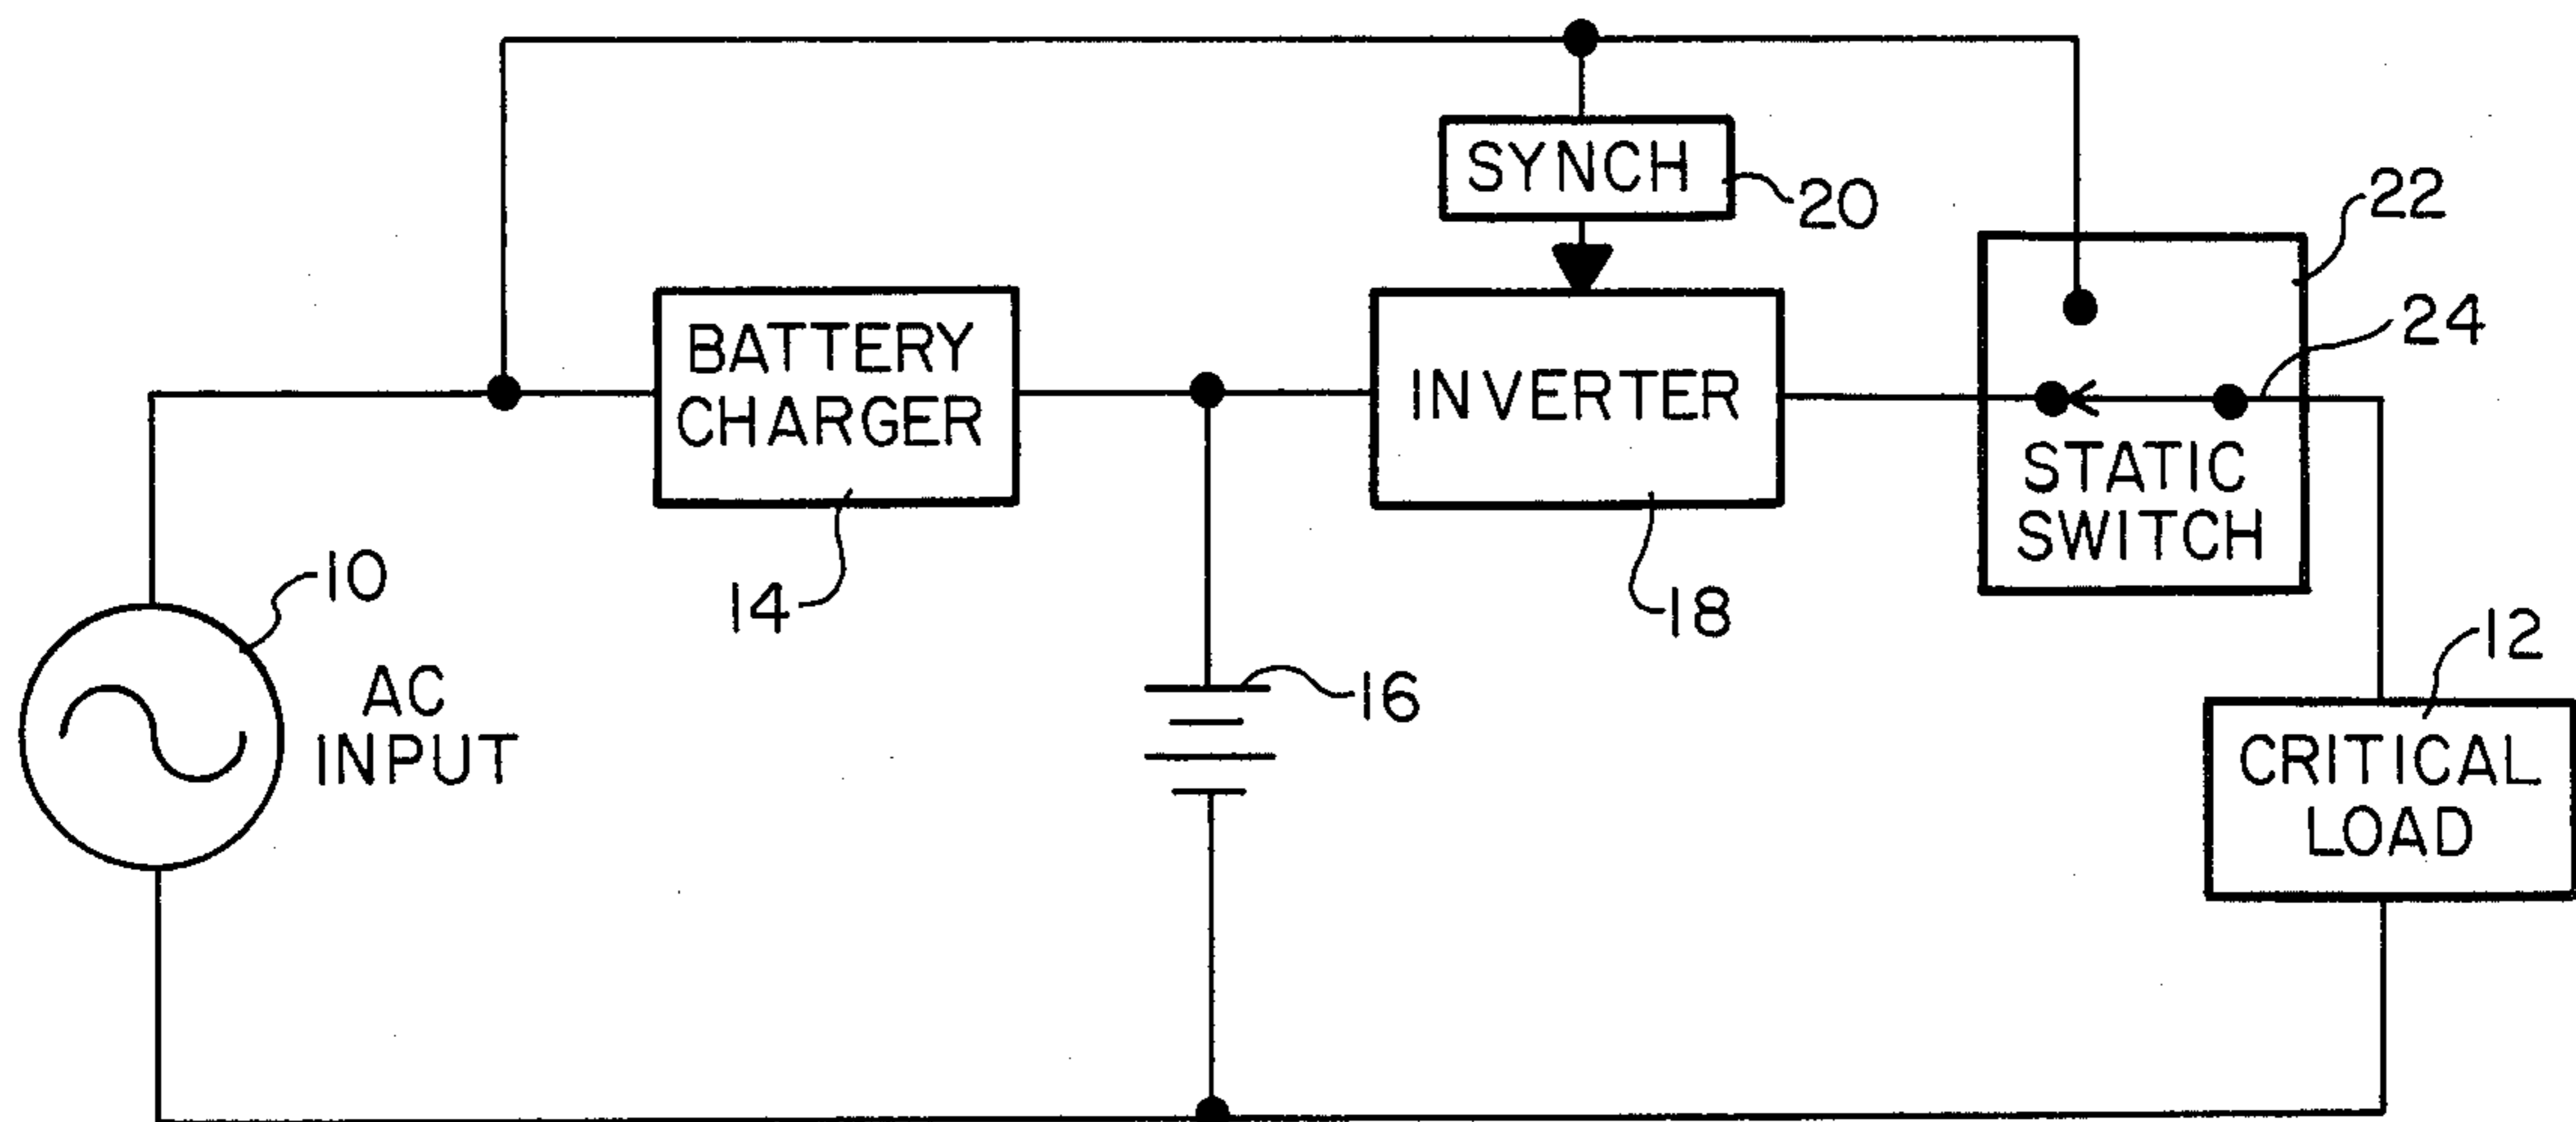 SYNCH
20
22
BATTERY
CHARGER
INVERTER
24
STATIC
SWITCH
10
14
18
AC
INPUT
16
12
CRITICAL
LOAD